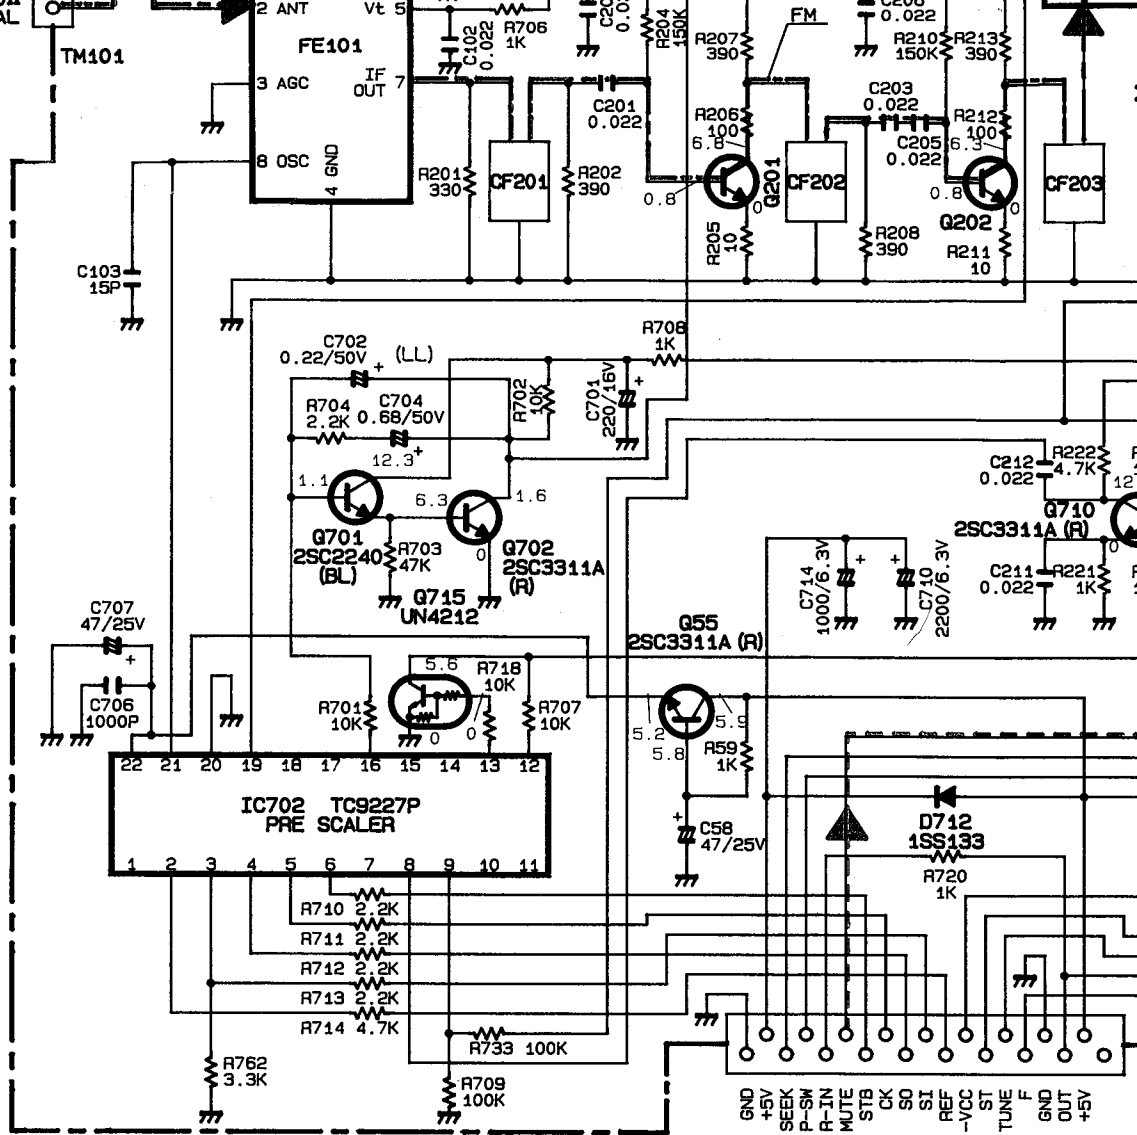 AL
TM101
2 ANT
Vt 5
FE101
3 AGC
IF
OUT 7
8 OSC
GND
4
R706
1K
C102
0.022
R204
150K
R207
390
FM
0.022
R210
150K
R213
390
C201
0.022
R206
100
6.8
C203
0.022
C205
0.022
R212
100
6.3
R201
330
CF201
R202
390
0.8
Q201
0
CF202
0.8
Q202
0
CF203
R205
10
R208
390
R211
10
C103
15P
C702
0.22/50V
+
(LL)
R708
1K
R704
2.2K
C704
0.68/50V
+
R702
10K
C701
220/16V
+
12.3
1.1
6.3
1.6
C212
0.022
R222
4.7K
12
Q701
2SC2240
(BL)
R703
47K
0
Q702
2SC3311A
(R)
Q710
2SC3311A (R)
0
C714
1000/6.3V
+
C710
2200/6.3V
+
C211
0.022
R221
1K
Q715
UN4212
C707
47/25V
+
C706
1000P
Q55
2SC3311A (R)
5.6
R718
10K
R701
10K
0
0
R707
10K
5.2
5.8
5.9
R59
1K
22 21 20 19 18 17 16 15 14 13 12
IC702 TC9227P
PRE SCALER
1 2 3 4 5 6 7 8 9 10 11
+
C58
47/25V
D712
1SS133
R720
1K
R710 2.2K
R711 2.2K
R712 2.2K
R713 2.2K
R714 4.7K
R733 100K
R762
3.3K
R709
100K
GND
+5V
SEEK
P-SW
R-IN
MUTE
STB
CK
SO
SI
REF
-VCC
ST
TUNE
F
GND
OUT
+5V